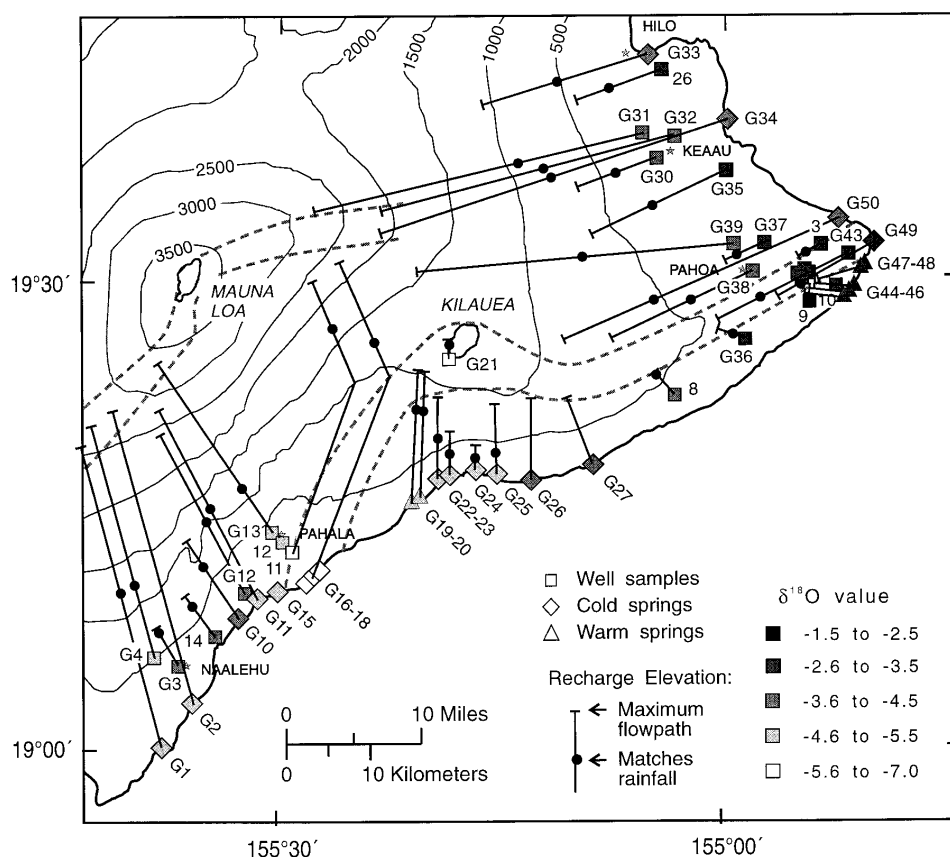 HILO
G33
26
2000
1500
1000
500
G31
G32
G34
KEAAU
G30
G35
2500
3000
3500
G50
G39
G37
3
G43
G49
PAHOA
G38
G47-48
10
G44-46
9
G36
8
19°30´
MAUNA
LOA
KILAUEA
G21
G13
PAHALA
12
11
G12
G22-23
G24
G25
G26
G27
G19-20
G16-18
G15
G11
G10
14
G4
G3
NAALEHU
G2
G1
19°00´
Well samples
Cold springs
Warm springs
δ¹⁸O value
-1.5 to -2.5
-2.6 to -3.5
-3.6 to -4.5
-4.6 to -5.5
-5.6 to -7.0
Recharge Elevation:
Maximum
flowpath
Matches
rainfall
0 10 Miles
0 10 Kilometers
155°30´
155°00´